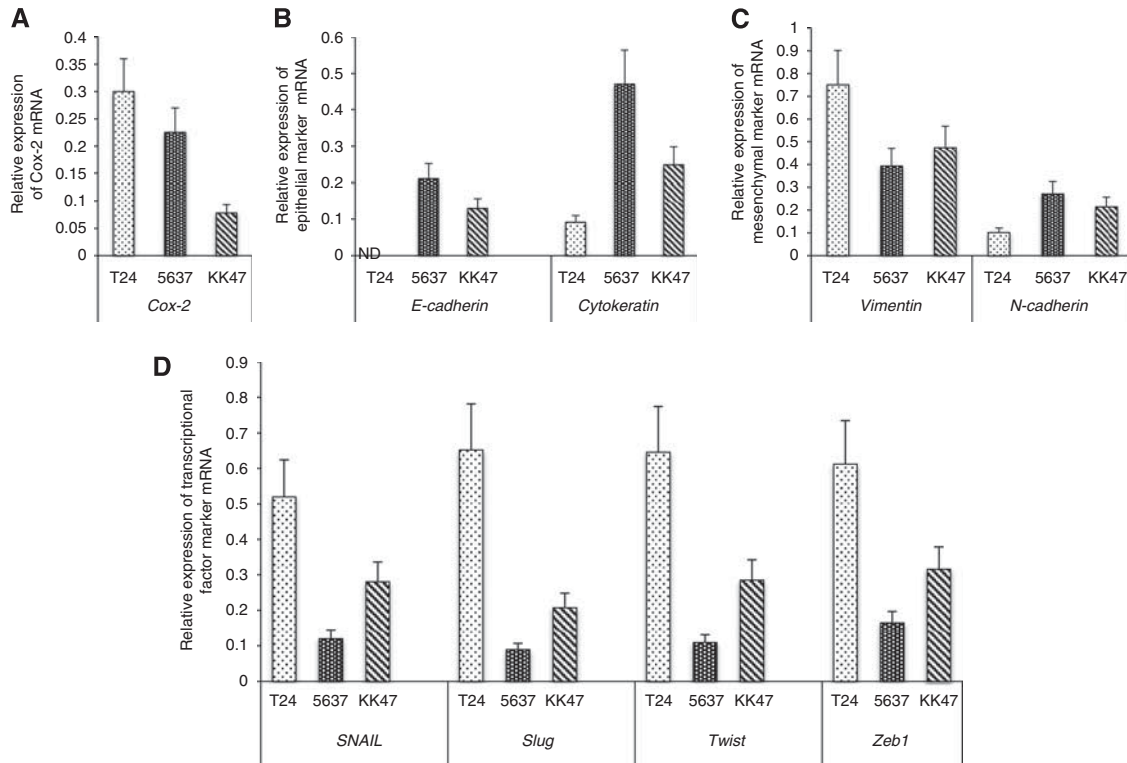 A
Relative expression
of Cox-2 mRNA
0.4
0.35
0.3
0.25
0.2
0.15
0.1
0.05
0
T24 5637 KK47
Cox-2
B
Relative expression of
epithelial marker mRNA
0.6
0.5
0.4
0.3
0.2
0.1
0
ND
T24 5637 KK47 T24 5637 KK47
E-cadherin Cytokeratin
C
Relative expression of
mesenchymal marker mRNA
1
0.9
0.8
0.7
0.6
0.5
0.4
0.3
0.2
0.1
0
T24 5637 KK47 T24 5637 KK47
Vimentin N-cadherin
D
Relative expression of transcriptional
factor marker mRNA
0.9
0.8
0.7
0.6
0.5
0.4
0.3
0.2
0.1
0
T24 5637 KK47 T24 5637 KK47 T24 5637 KK47 T24 5637 KK47
SNAIL Slug Twist Zeb1